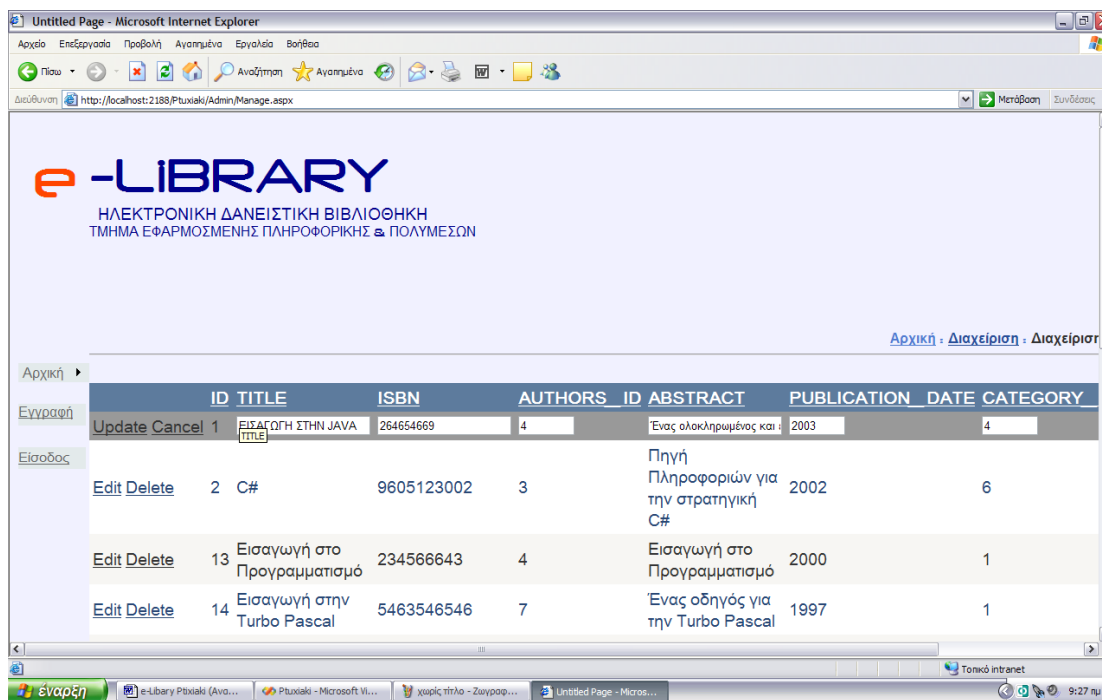 Untitled Page - Microsoft Internet Explorer
Αρχείο Επεξεργασία Προβολή Αγαπημένα Εργαλεία Βοήθεια
Πίσω Αναζήτηση Αγαπημένα
Διεύθυνση http://localhost:2188/Ptuxiaki/Admin/Manage.aspx Μετάβαση Συνδέσεις
e-LiBRARY
ΗΛΕΚΤΡΟΝΙΚΗ ΔΑΝΕΙΣΤΙΚΗ ΒΙΒΛΙΟΘΗΚΗ
ΤΜΗΜΑ ΕΦΑΡΜΟΣΜΕΝΗΣ ΠΛΗΡΟΦΟΡΙΚΗΣ & ΠΟΛΥΜΕΣΩΝ
Αρχική : Διαχείριση : Διαχείριση
Αρχική
Εγγραφή
Είσοδος
ID TITLE ISBN AUTHORS_ID ABSTRACT PUBLICATION_DATE CATEGORY_
Update Cancel 1 ΕΙΣΑΓΩΓΗ ΣΤΗΝ JAVA 264654669 4 Ένας ολοκληρωμένος και 2003 4
TITLE
Edit Delete 2 C# 9605123002 3 Πηγή Πληροφοριών για την στρατηγική C# 2002 6
Edit Delete 13 Εισαγωγή στο Προγραμματισμό 234566643 4 Εισαγωγή στο Προγραμματισμό 2000 1
Edit Delete 14 Εισαγωγή στην Turbo Pascal 5463546546 7 Ένας οδηγός για την Turbo Pascal 1997 1
Τοπικό intranet
έναρξη e-Libary Ptixiaki (Ανα... Ptuxiaki - Microsoft Vi... χωρίς τίτλο - Ζωγραφ... Untitled Page - Micros... 9:27 πμ